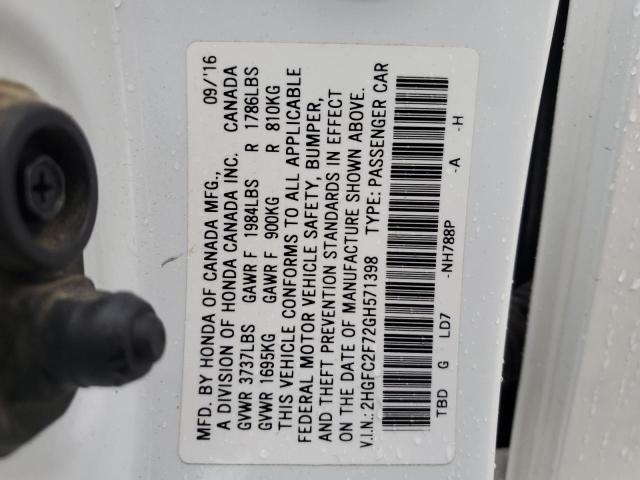 MFD. BY HONDA OF CANADA MFG., 09/'16
A DIVISION OF HONDA CANADA INC. CANADA
GVWR 3737LBS GAWR F 1984LBS R 1786LBS
GVWR 1695KG GAWR F 900KG R 810KG
THIS VEHICLE CONFORMS TO ALL APPLICABLE
FEDERAL MOTOR VEHICLE SAFETY, BUMPER,
AND THEFT PREVENTION STANDARDS IN EFFECT
ON THE DATE OF MANUFACTURE SHOWN ABOVE.
V.I.N.: 2HGFC2F72GH571398 TYPE: PASSENGER CAR
TBD G LD7 -NH788P -A -H